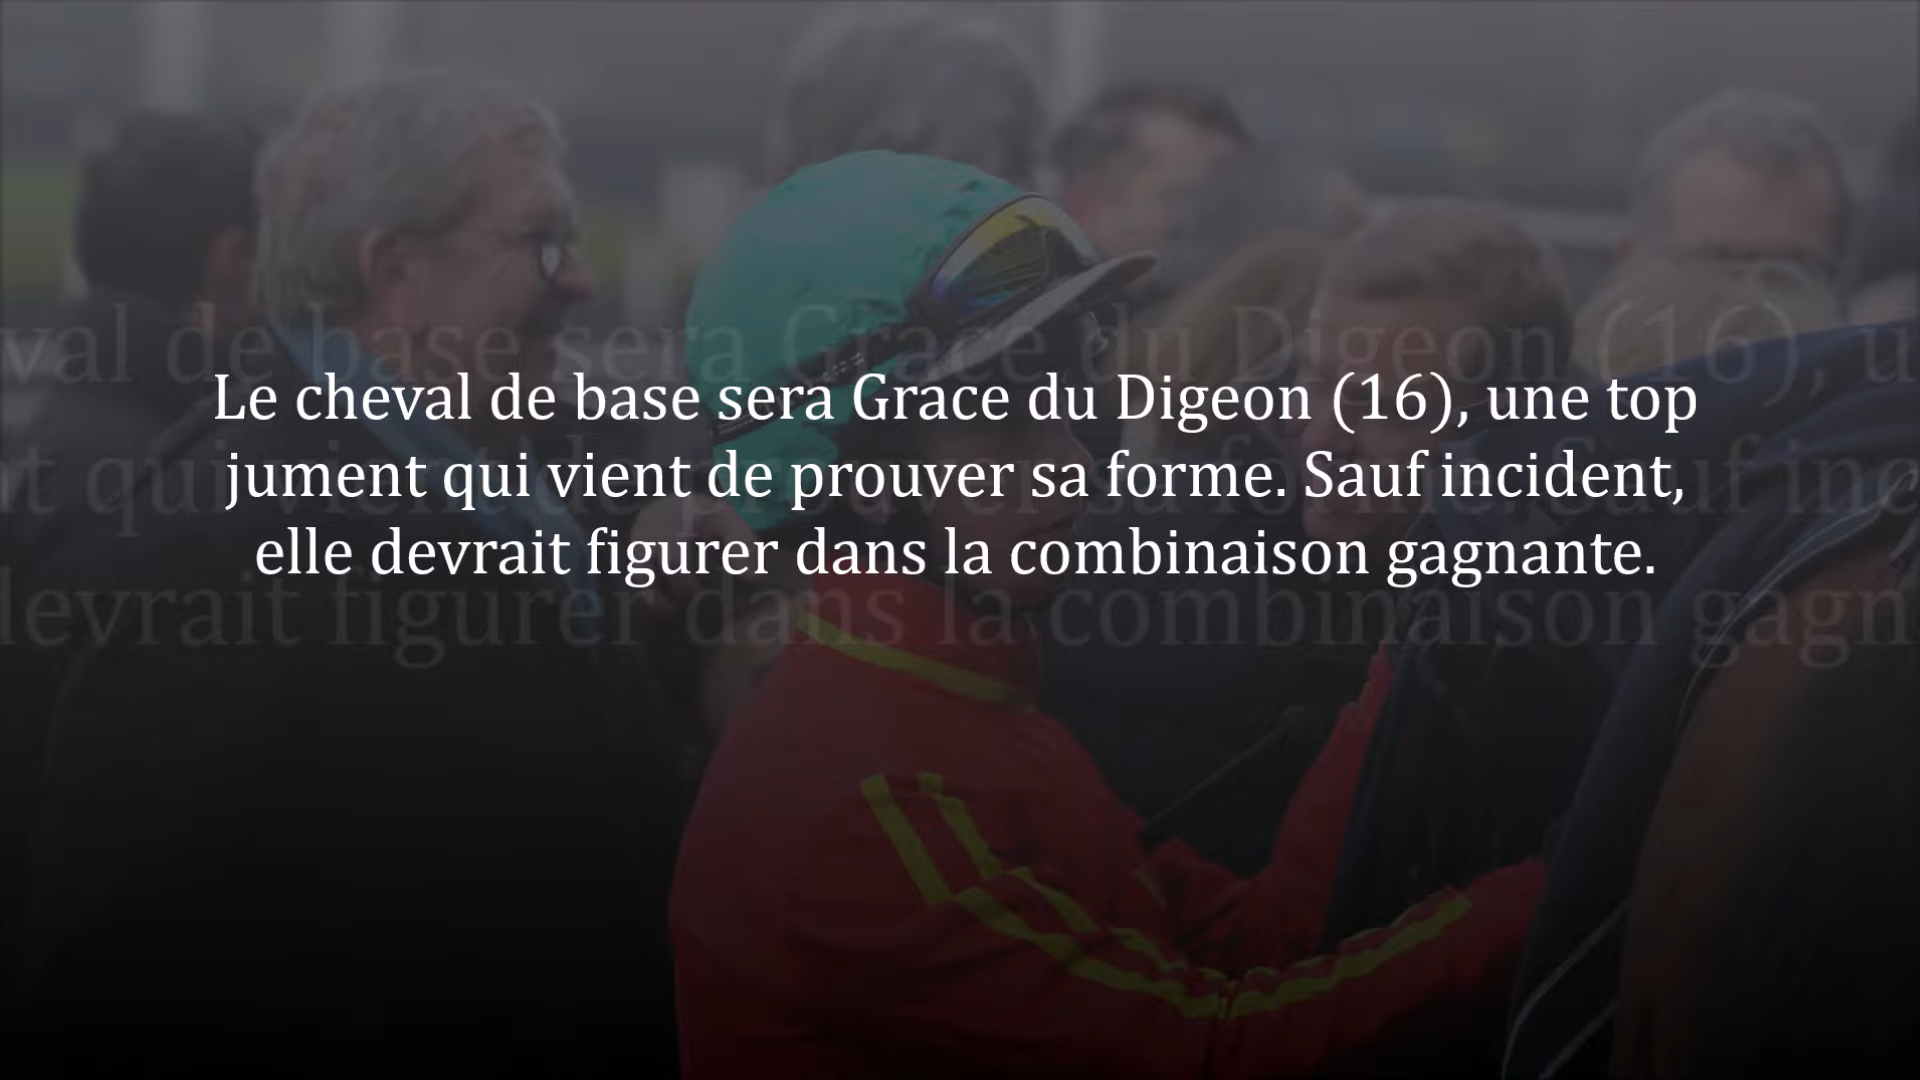 Le cheval de base sera Grace du Digeon (16), une top
jument qui vient de prouver sa forme. Sauf incident,
elle devrait figurer dans la combinaison gagnante.